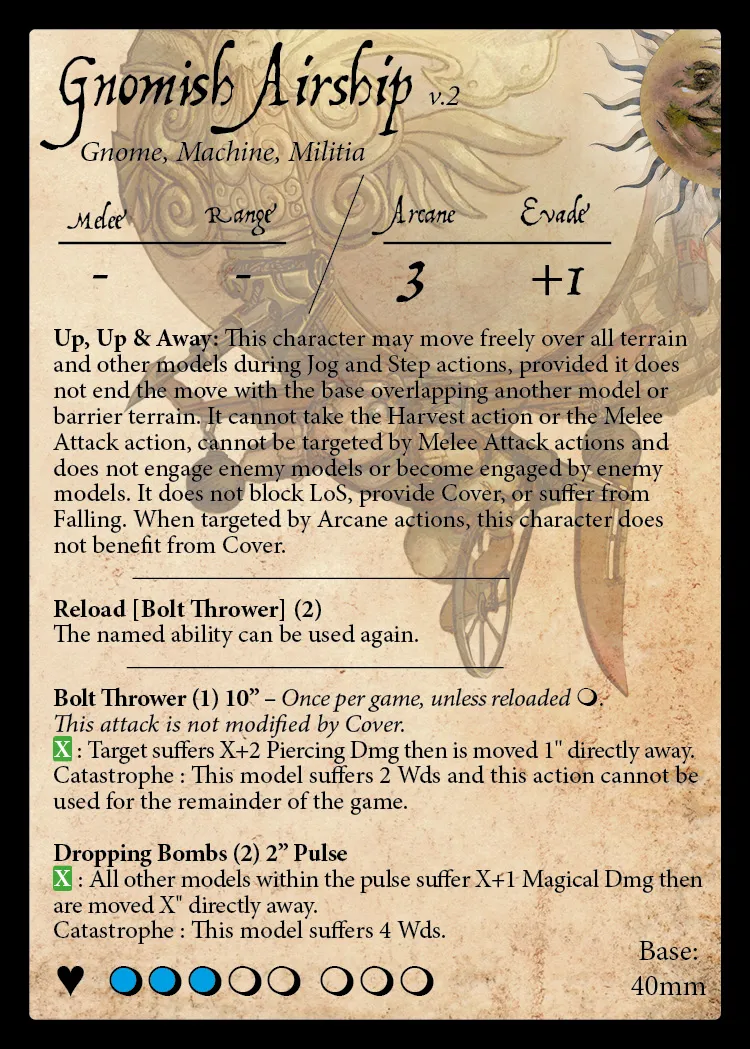 Gnomish Airship v.2
Gnome, Machine, Militia
Melee Range Arcane Evade
- - 3 +1
Up, Up & Away: This character may move freely over all terrain
and other models during Jog and Step actions, provided it does
not end the move with the base overlapping another model or
barrier terrain. It cannot take the Harvest action or the Melee
Attack action, cannot be targeted by Melee Attack actions and
does not engage enemy models or become engaged by enemy
models. It does not block LoS, provide Cover, or suffer from
Falling. When targeted by Arcane actions, this character does
not benefit from Cover.
Reload [Bolt Thrower] (2)
The named ability can be used again.
Bolt Thrower (1) 10” – Once per game, unless reloaded ❍.
This attack is not modified by Cover.
X : Target suffers X+2 Piercing Dmg then is moved 1" directly away.
Catastrophe : This model suffers 2 Wds and this action cannot be
used for the remainder of the game.
Dropping Bombs (2) 2” Pulse
X : All other models within the pulse suffer X+1 Magical Dmg then
are moved X" directly away.
Catastrophe : This model suffers 4 Wds.
Base:
40mm